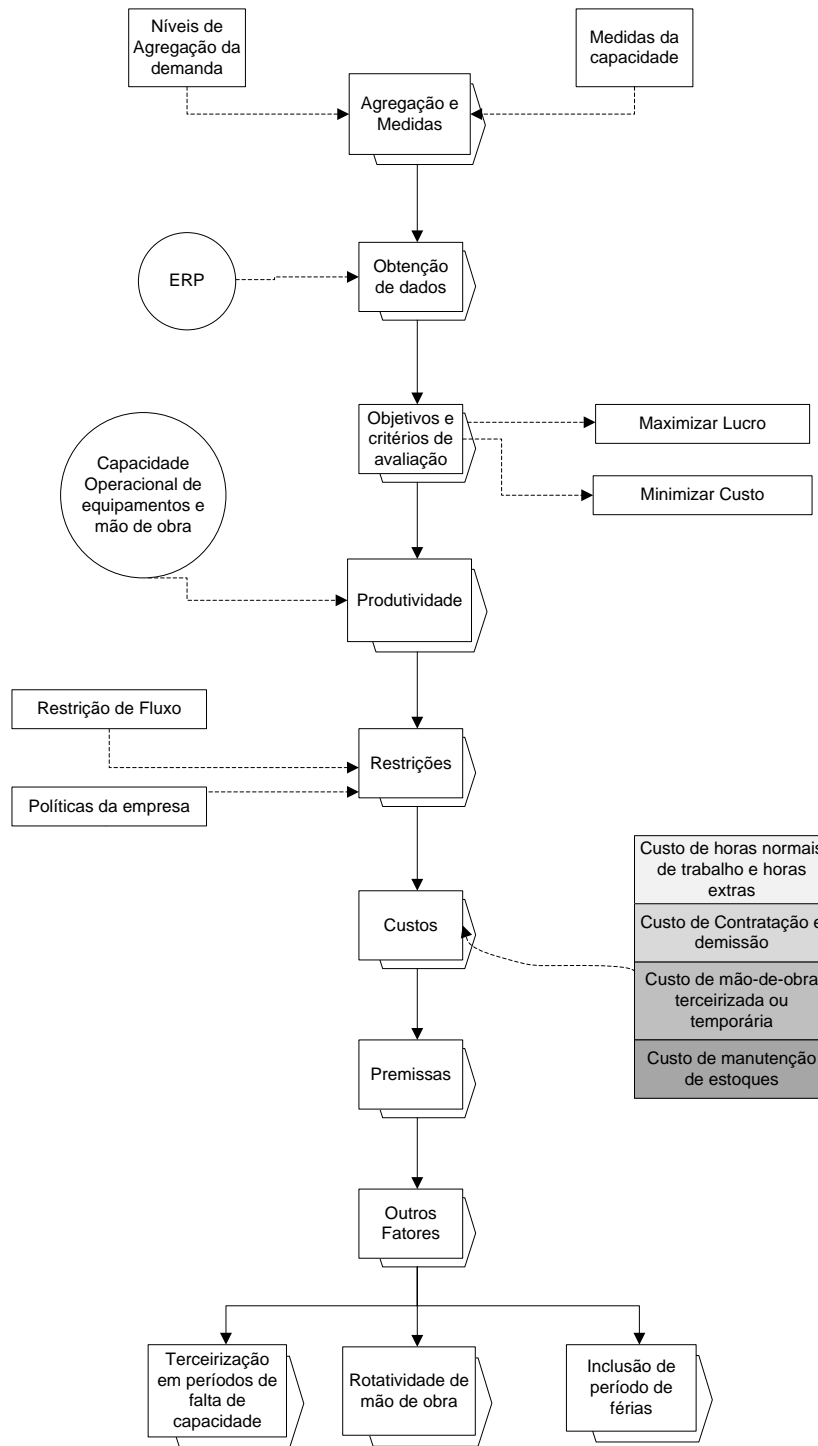 Níveis de
Agregação da
demanda
Medidas da
capacidade
Agregação e
Medidas
Obtenção
de dados
ERP
Objetivos e
critérios de
avaliação
Maximizar Lucro
Minimizar Custo
Capacidade
Operacional de
equipamentos e
mão de obra
Produtividade
Restrição de Fluxo
Restrições
Políticas da empresa
Custo de horas normais
de trabalho e horas
extras
Custos
Custo de Contratação e
demissão
Custo de mão-de-obra
terceirizada ou
temporária
Custo de manutenção
de estoques
Premissas
Outros
Fatores
Terceirização
em períodos de
falta de
capacidade
Rotatividade de
mão de obra
Inclusão de
período de
férias